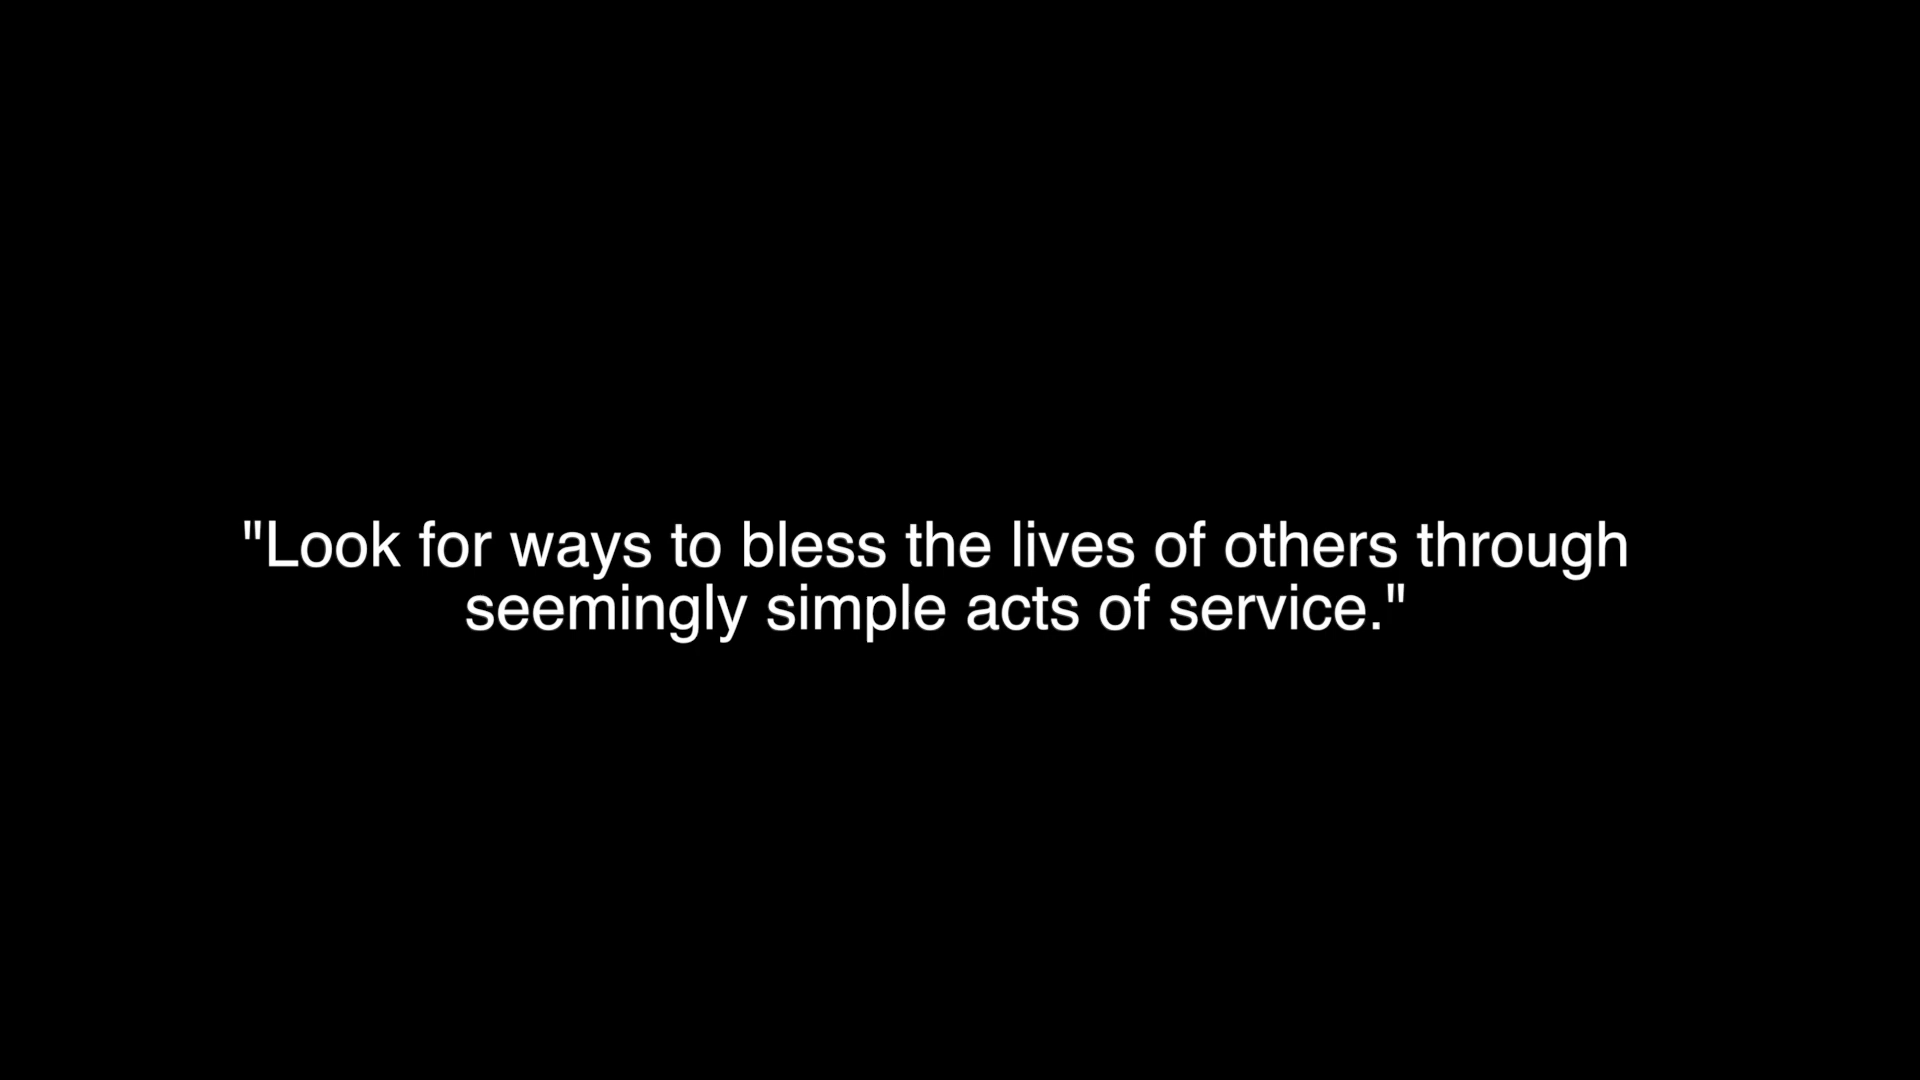 "Look for ways to bless the lives of others through
seemingly simple acts of service."